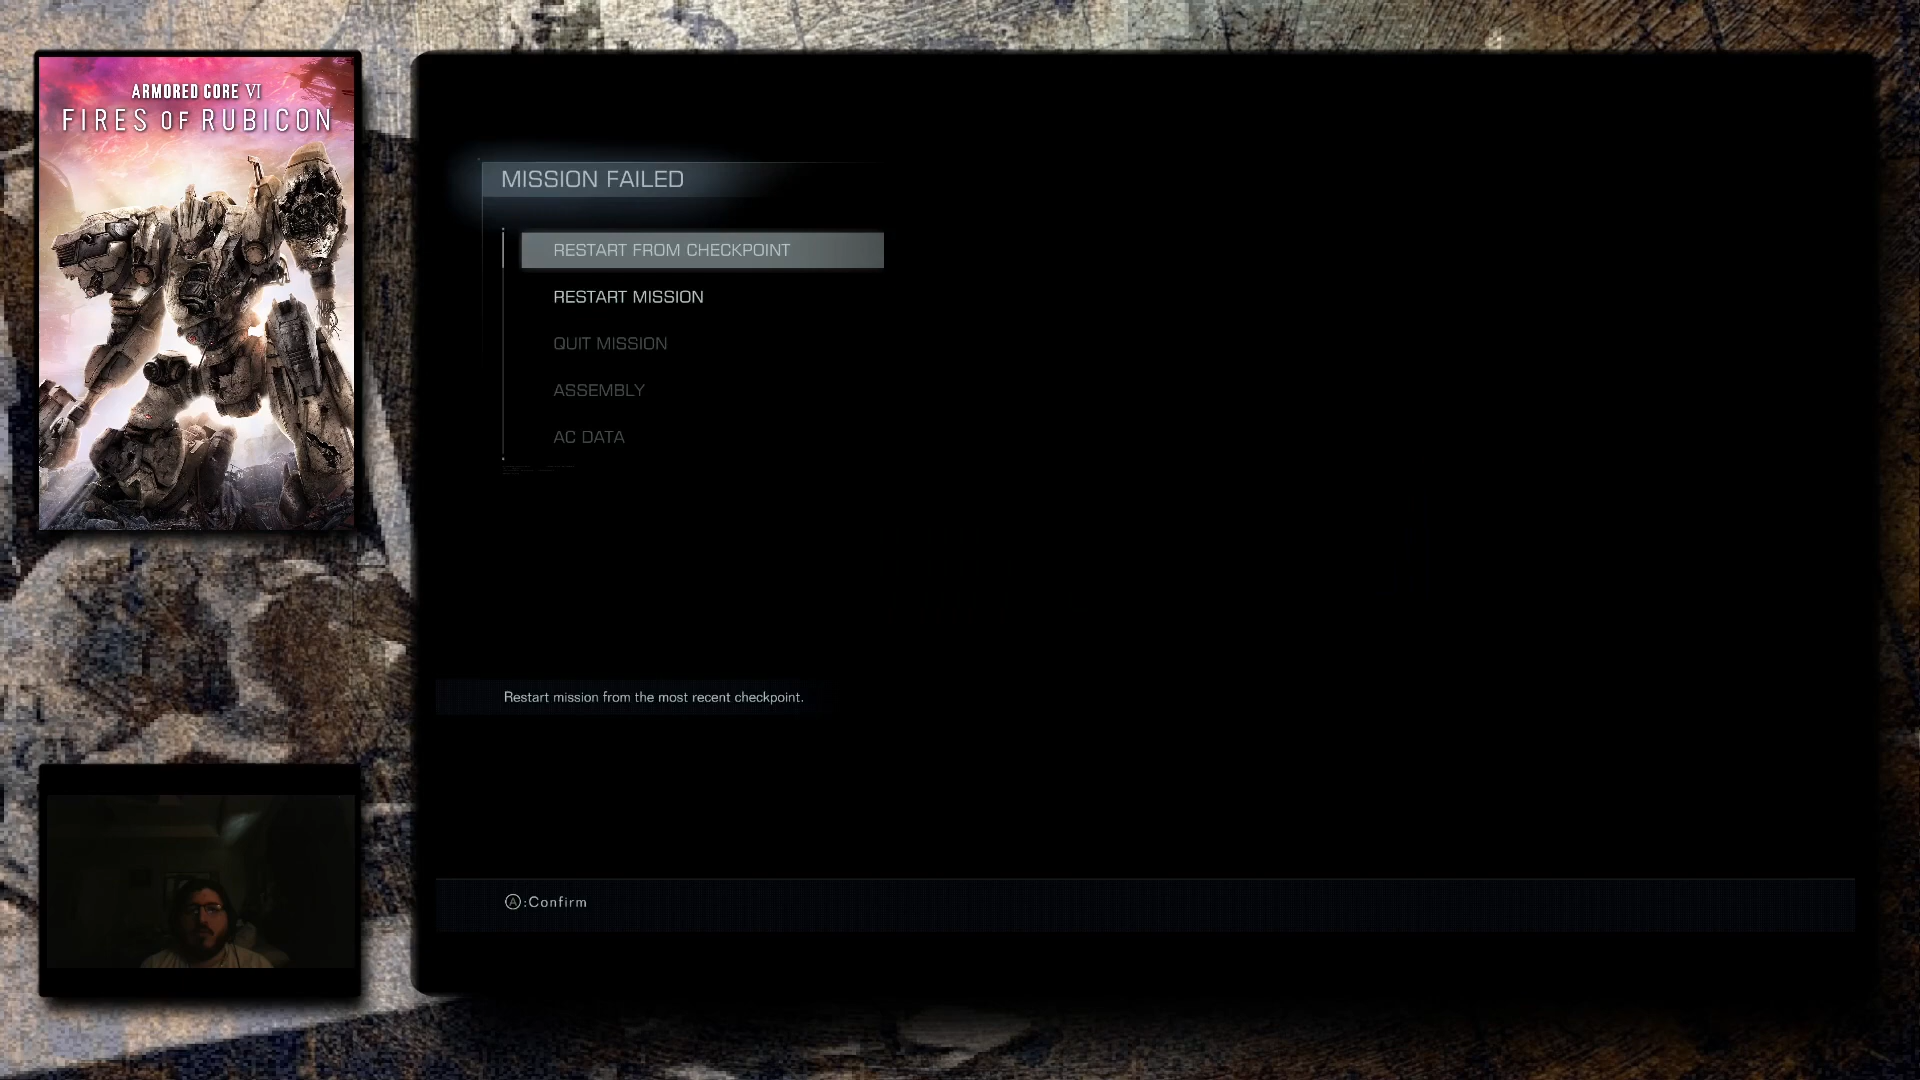 ARMORED CORE VI
FIRES OF RUBICON
MISSION FAILED
RESTART FROM CHECKPOINT
RESTART MISSION
QUIT MISSION
ASSEMBLY
AC DATA
Restart mission from the most recent checkpoint.
Ⓐ:Confirm